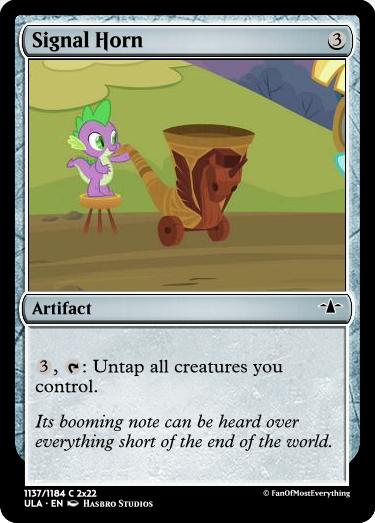 Signal Horn 3
Artifact
3, : Untap all creatures you
control.
Its booming note can be heard over
everything short of the end of the world.
1137/1184 C 2x22
ULA • EN Hasbro Studios
© FanOfMostEverything